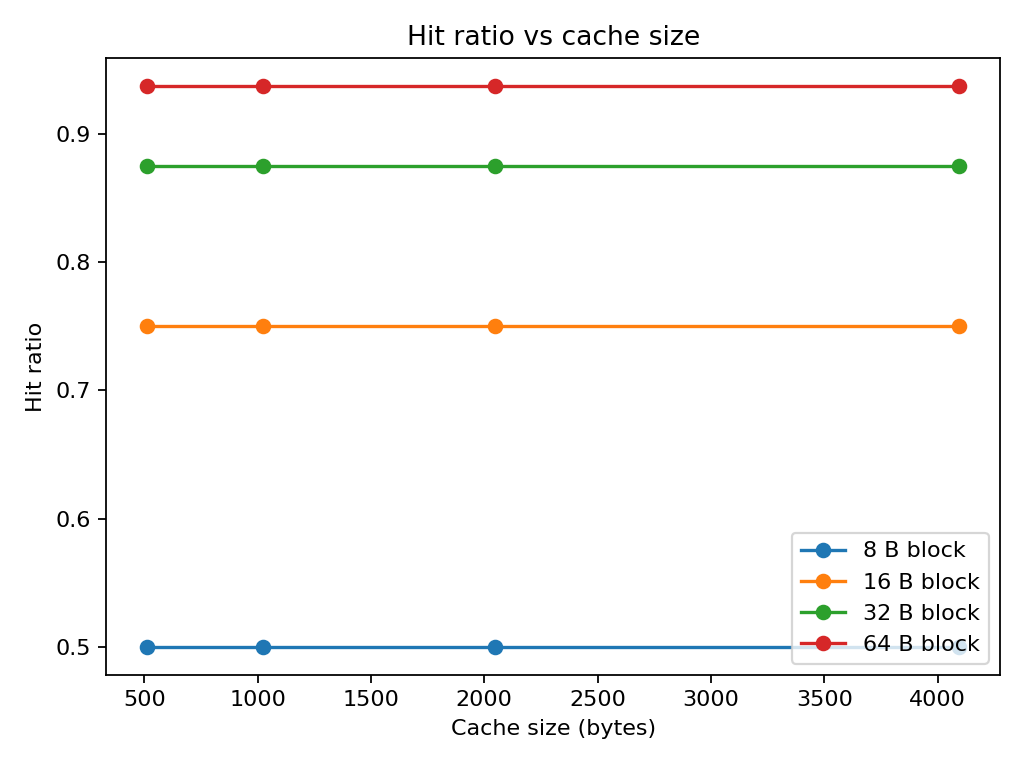 Hit ratio vs cache size
Hit ratio
0.9
0.8
0.7
0.6
0.5
8 B block
16 B block
32 B block
64 B block
500 1000 1500 2000 2500 3000 3500 4000
Cache size (bytes)